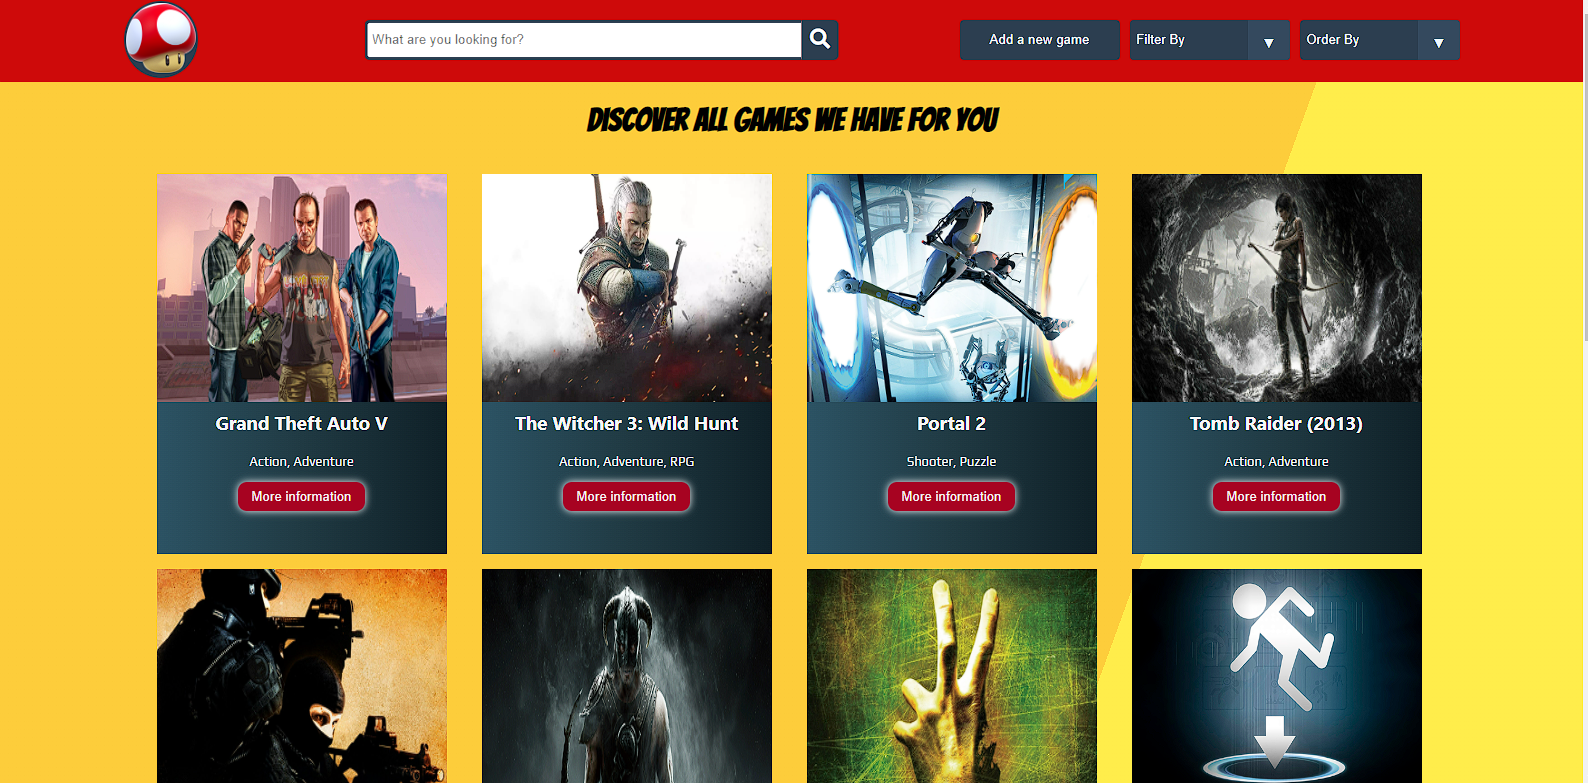 What are you looking for?
Add a new game
Filter By
▼
Order By
▼
DISCOVER ALL GAMES WE HAVE FOR YOU
Grand Theft Auto V
Action, Adventure
More information
The Witcher 3: Wild Hunt
Action, Adventure, RPG
More information
Portal 2
Shooter, Puzzle
More information
Tomb Raider (2013)
Action, Adventure
More information